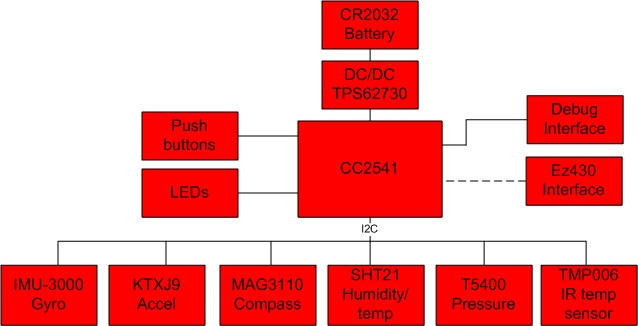 CR2032
Battery
DC/DC
TPS62730
Push
buttons
LEDs
CC2541
Debug
Interface
Ez430
Interface
I2C
IMU-3000
Gyro
KTXJ9
Accel
MAG3110
Compass
SHT21
Humidity/
temp
T5400
Pressure
TMP006
IR temp
sensor